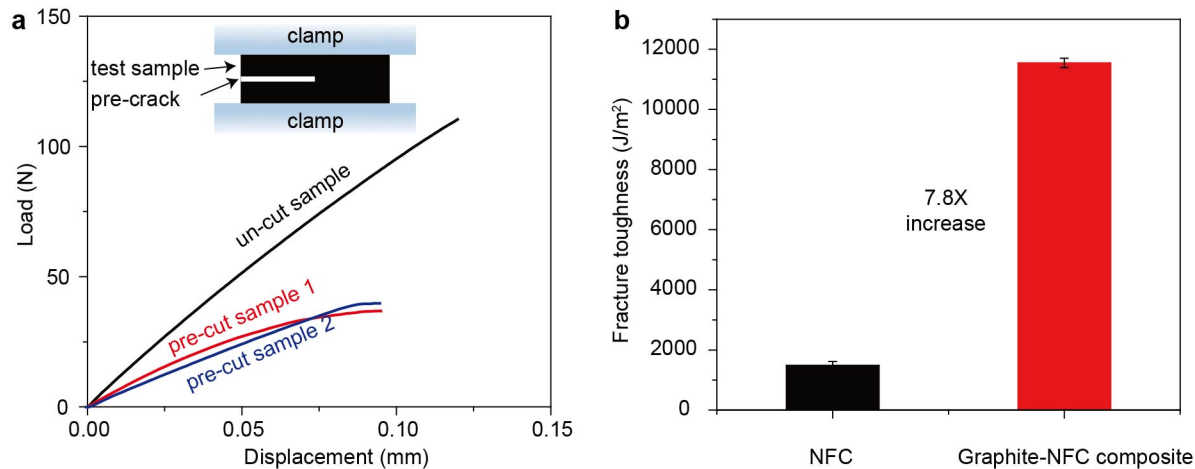 a
150
100
50
0
Load (N)
0.00
0.05
0.10
0.15
Displacement (mm)
clamp
test sample
pre-crack
clamp
un-cut sample
pre-cut sample 1
pre-cut sample 2
b
12000
10000
8000
6000
4000
2000
0
Fracture toughness (J/m²)
7.8X
increase
NFC
Graphite-NFC composite